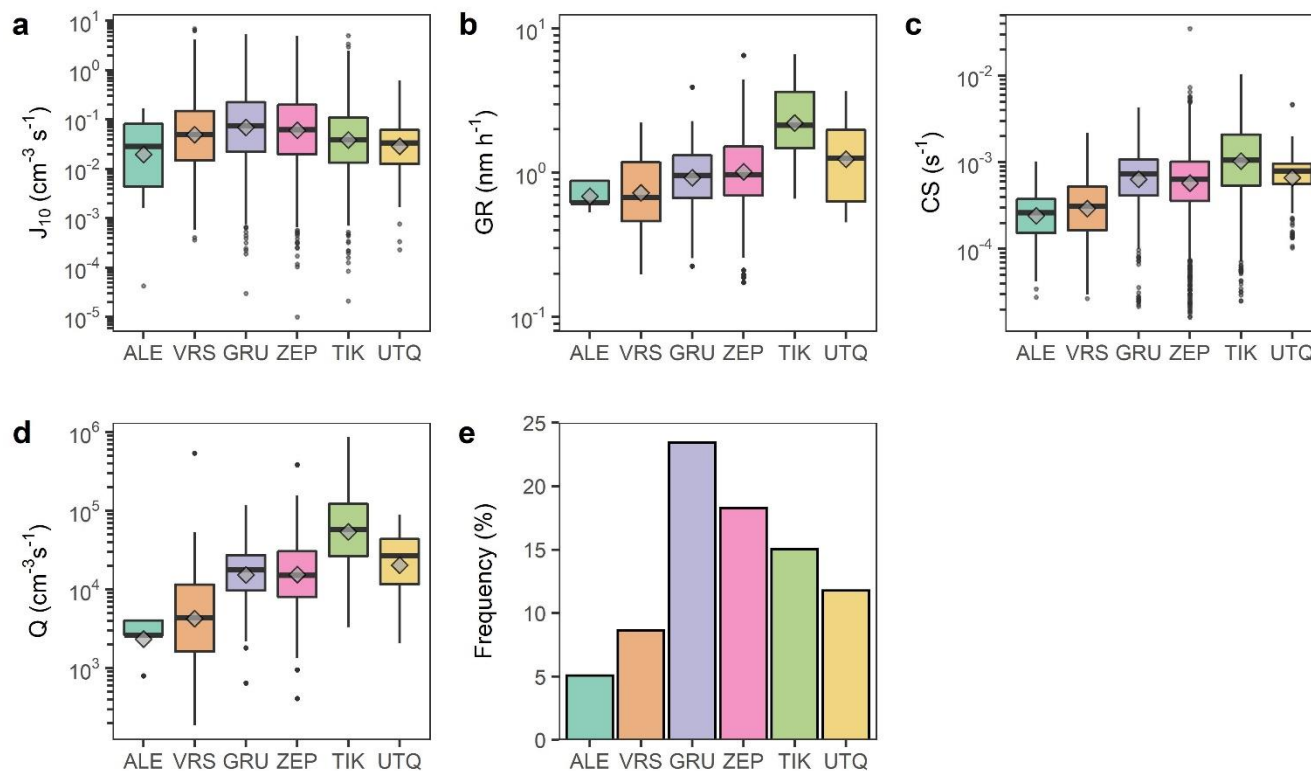 a
J₁₀ (cm⁻³ s⁻¹)
10¹
10⁰
10⁻¹
10⁻²
10⁻³
10⁻⁴
10⁻⁵
ALE VRS GRU ZEP TIK UTQ
b
GR (nm h⁻¹)
10¹
10⁰
10⁻¹
ALE VRS GRU ZEP TIK UTQ
c
CS (s⁻¹)
10⁻²
10⁻³
10⁻⁴
ALE VRS GRU ZEP TIK UTQ
d
Q (cm⁻³s⁻¹)
10⁶
10⁵
10⁴
10³
ALE VRS GRU ZEP TIK UTQ
e
Frequency (%)
25
20
15
10
5
0
ALE VRS GRU ZEP TIK UTQ